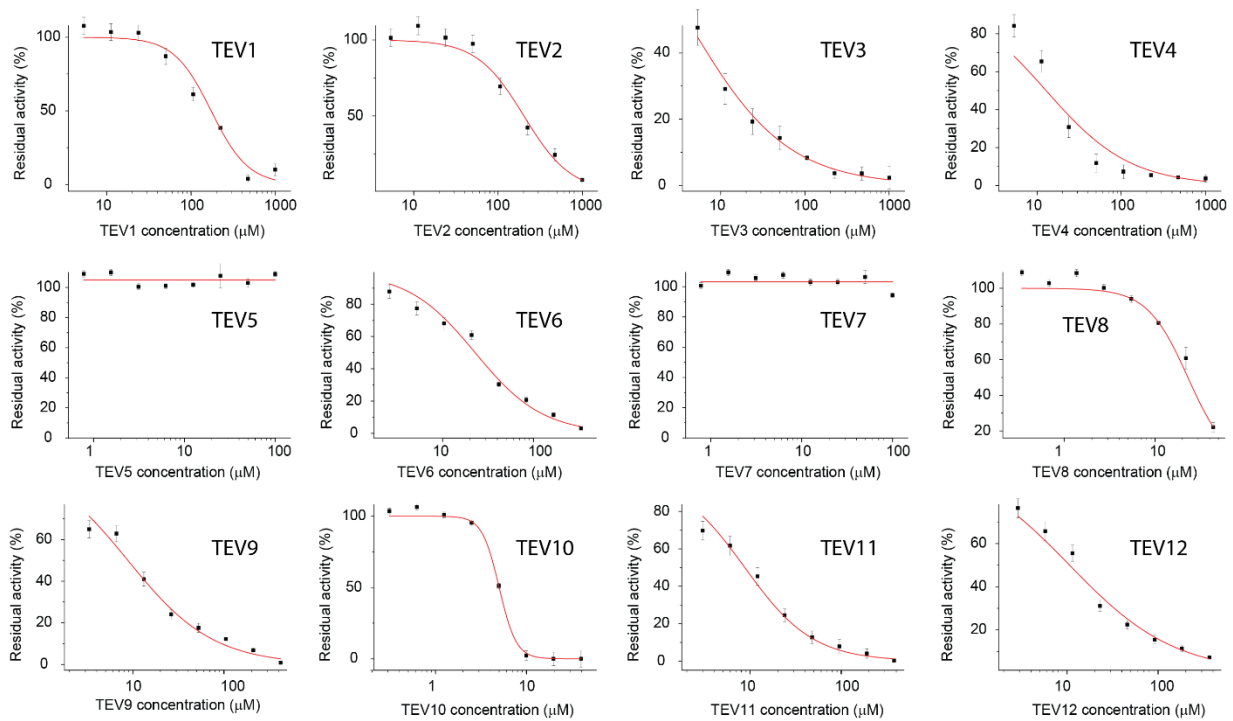 TEV1
Residual activity (%)
100
50
0
10
100
1000
TEV1 concentration (μM)
TEV2
Residual activity (%)
100
50
10
100
1000
TEV2 concentration (μM)
TEV3
Residual activity (%)
40
20
0
10
100
1000
TEV3 concentration (μM)
TEV4
Residual activity (%)
80
60
40
20
0
10
100
1000
TEV4 concentration (μM)
TEV5
Residual activity (%)
100
80
60
40
20
0
1
10
100
TEV5 concentration (μM)
TEV6
Residual activity (%)
80
60
40
20
0
10
100
TEV6 concentration (μM)
TEV7
Residual activity (%)
100
80
60
40
20
0
1
10
100
TEV7 concentration (μM)
TEV8
Residual activity (%)
100
80
60
40
20
1
10
TEV8 concentration (μM)
TEV9
Residual activity (%)
60
40
20
0
10
100
TEV9 concentration (μM)
TEV10
Residual activity (%)
100
50
0
1
10
TEV10 concentration (μM)
TEV11
Residual activity (%)
80
60
40
20
0
10
100
TEV11 concentration (μM)
TEV12
Residual activity (%)
60
40
20
10
100
TEV12 concentration (μM)